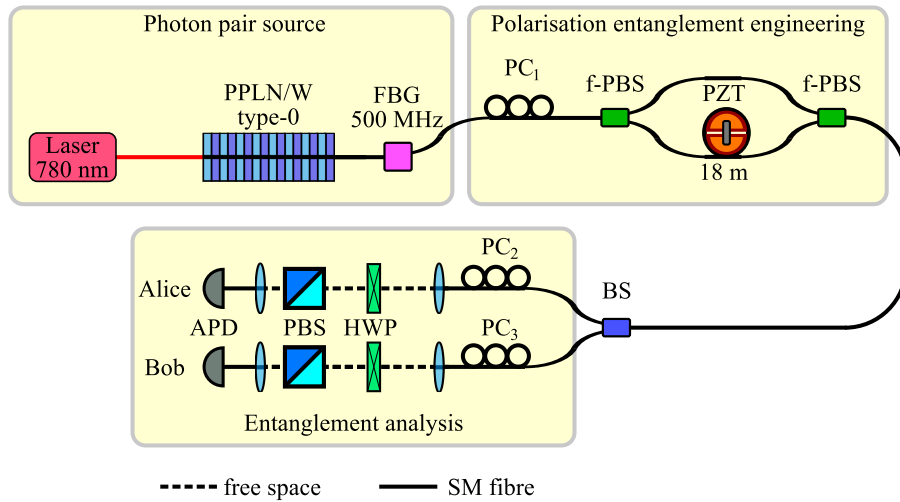 Photon pair source
Polarisation entanglement engineering
Laser
780 nm
PPLN/W
type-0
FBG
500 MHz
PC1
f-PBS
PZT
18 m
f-PBS
Alice
Bob
APD
PBS
HWP
PC2
PC3
BS
Entanglement analysis
free space
SM fibre